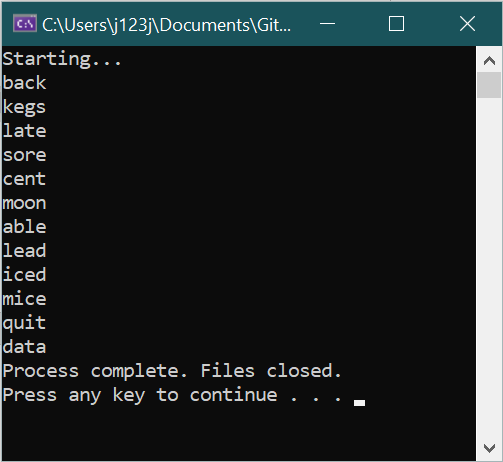 C:\Users\j123j\Documents\Git...
Starting...
back
kegs
late
sore
cent
moon
able
lead
iced
mice
quit
data
Process complete. Files closed.
Press any key to continue . . .